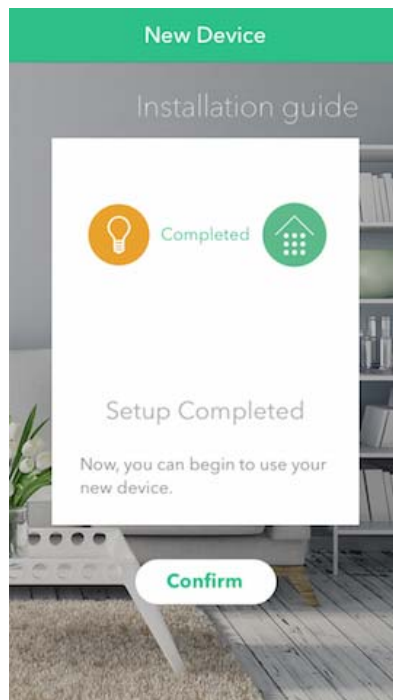 New Device
Installation guide
Completed
Setup Completed
Now, you can begin to use your
new device.
Confirm